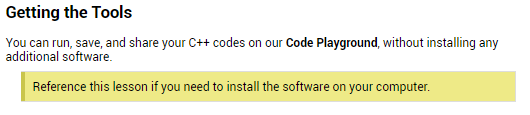 Getting the Tools
You can run, save, and share your C++ codes on our Code Playground, without installing any
additional software.
Reference this lesson if you need to install the software on your computer.